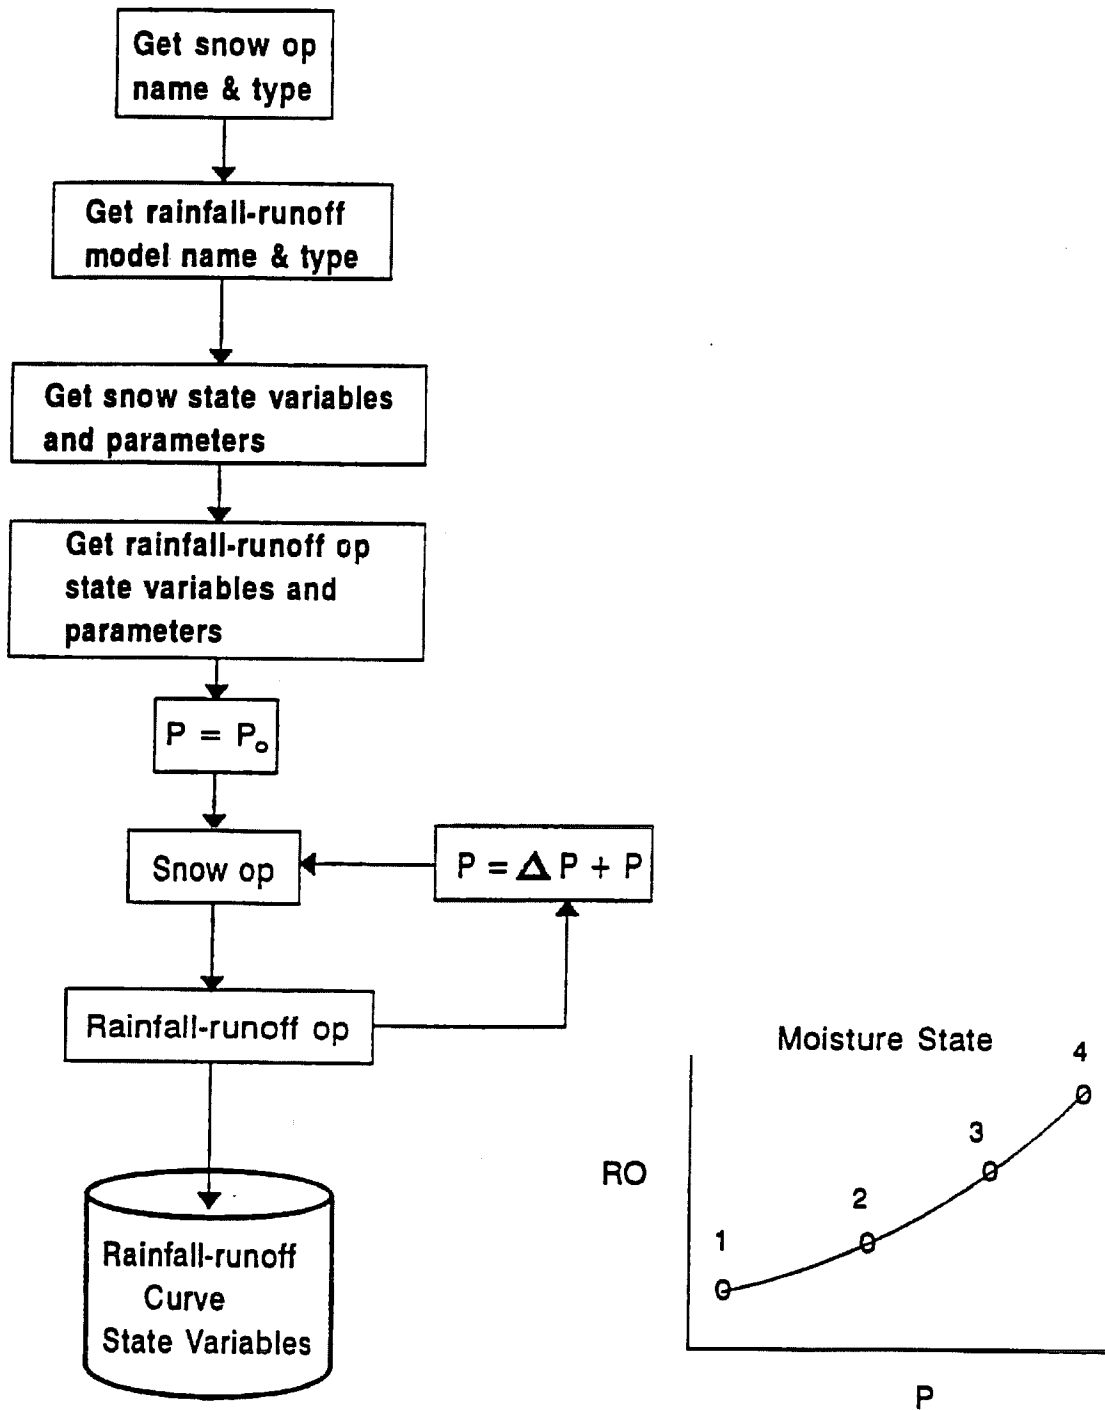 Get snow op
name & type
Get rainfall-runoff
model name & type
Get snow state variables
and parameters
Get rainfall-runoff op
state variables and
parameters
P = Po
Snow op
P = Δ P + P
Rainfall-runoff op
Rainfall-runoff
Curve
State Variables
Moisture State
4
3
RO
2
1
P